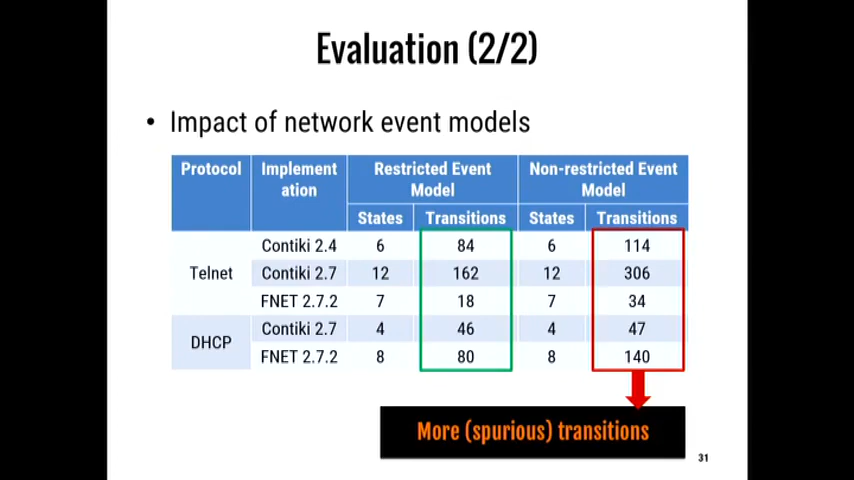 Evaluation (2/2)
• Impact of network event models
Protocol Implement ation Restricted Event Model Non-restricted Event Model
States Transitions States Transitions
Telnet Contiki 2.4 6 84 6 114
Contiki 2.7 12 162 12 306
FNET 2.7.2 7 18 7 34
DHCP Contiki 2.7 4 46 4 47
FNET 2.7.2 8 80 8 140
More (spurious) transitions
31